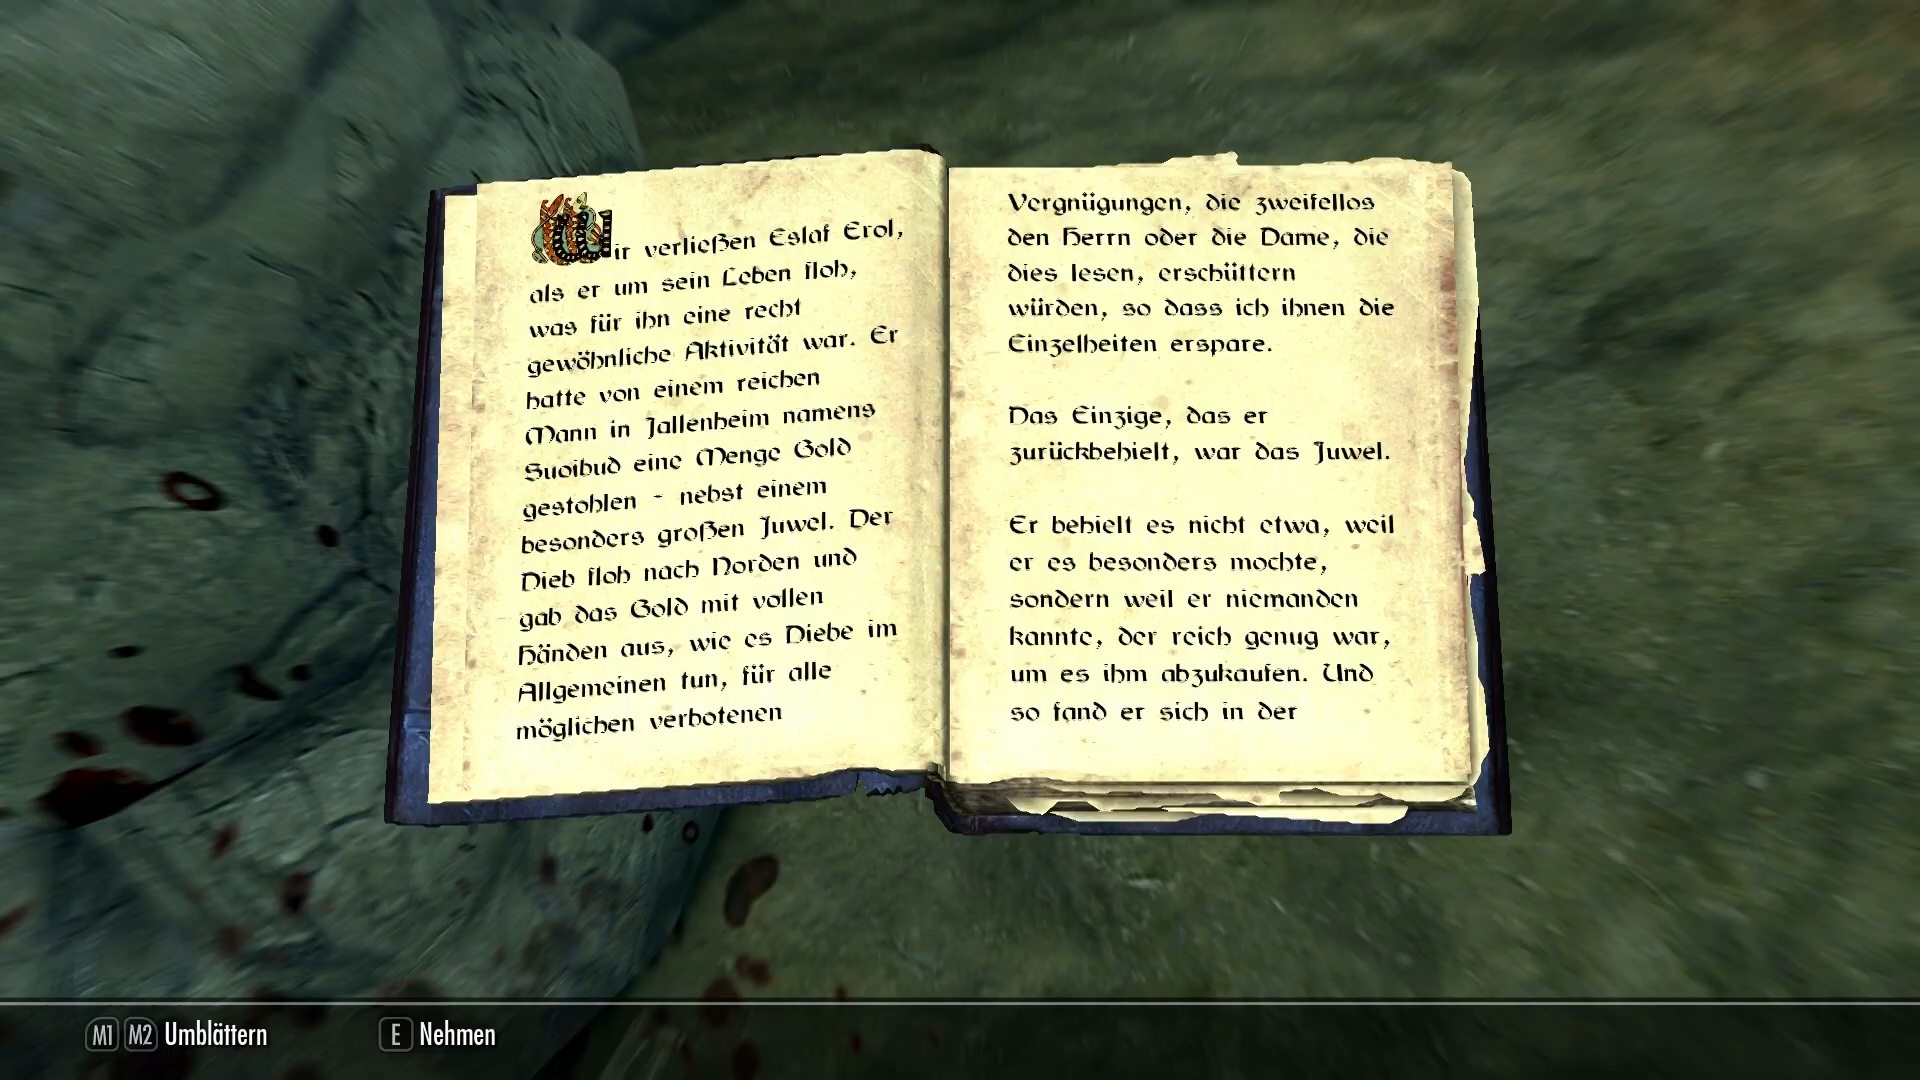 Wir verließen Eslaf Erol,
als er um sein Leben floh,
was für ihn eine recht
gewöhnliche Aktivität war. Er
hatte von einem reichen
Mann in Jallenheim namens
Suoibud eine Menge Gold
gestohlen - nebst einem
besonders großen Juwel. Der
Dieb floh nach Norden und
gab das Gold mit vollen
Händen aus, wie es Diebe im
Allgemeinen tun, für alle
möglichen verbotenen
Vergnügungen, die zweifellos
den Herrn oder die Dame, die
dies lesen, erschüttern
würden, so dass ich ihnen die
Einzelheiten erspare.
Das Einzige, das er
zurückbehielt, war das Juwel.
Er behielt es nicht etwa, weil
er es besonders mochte,
sondern weil er niemanden
kannte, der reich genug war,
um es ihm abzukaufen. Und
so fand er sich in der
M1 M2 Umblättern E Nehmen